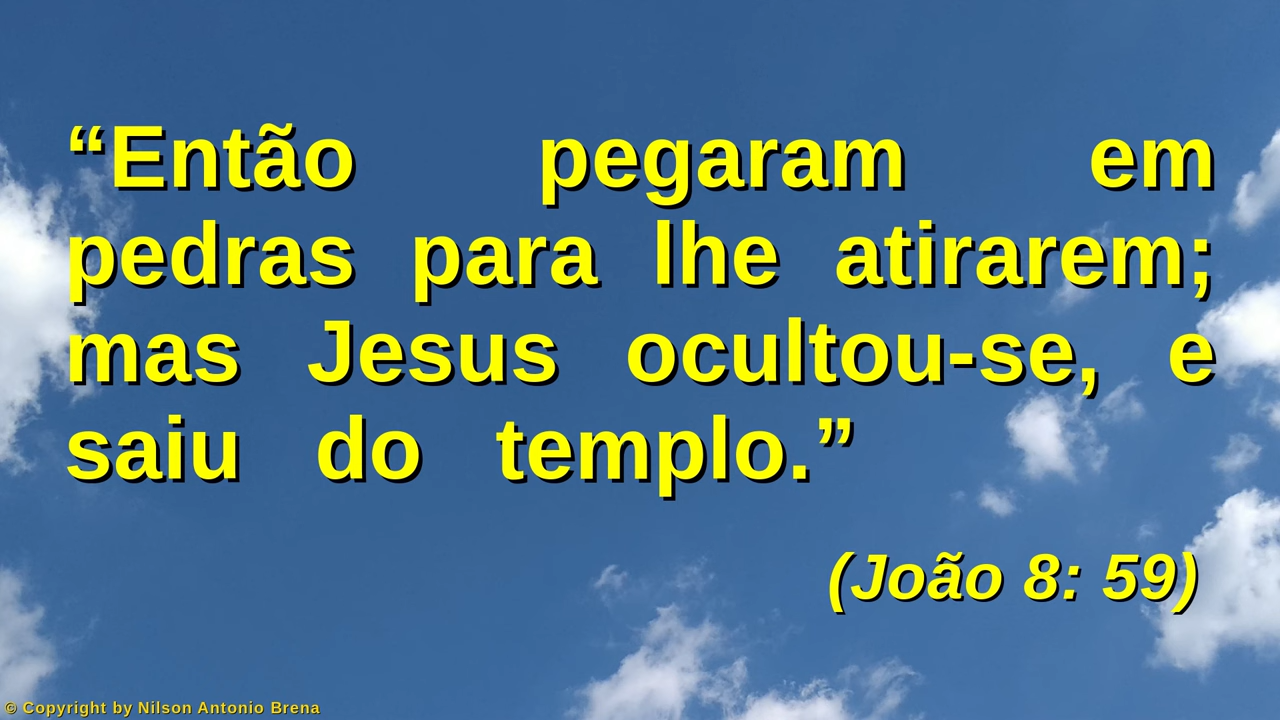 “Então pegaram em
pedras para lhe atirarem;
mas Jesus ocultou-se, e
saiu do templo.”
(João 8: 59)
© Copyright by Nilson Antonio Brena